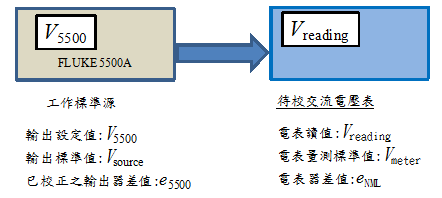 V5500
FLUKE 5500A
Vreading
工作標準源
輸出設定值:V5500
輸出標準值:Vsource
已校正之輸出器差值:e5500
待校交流電壓表
電表讀值:Vreading
電表量測標準值:Vmeter
電表器差值:eNML